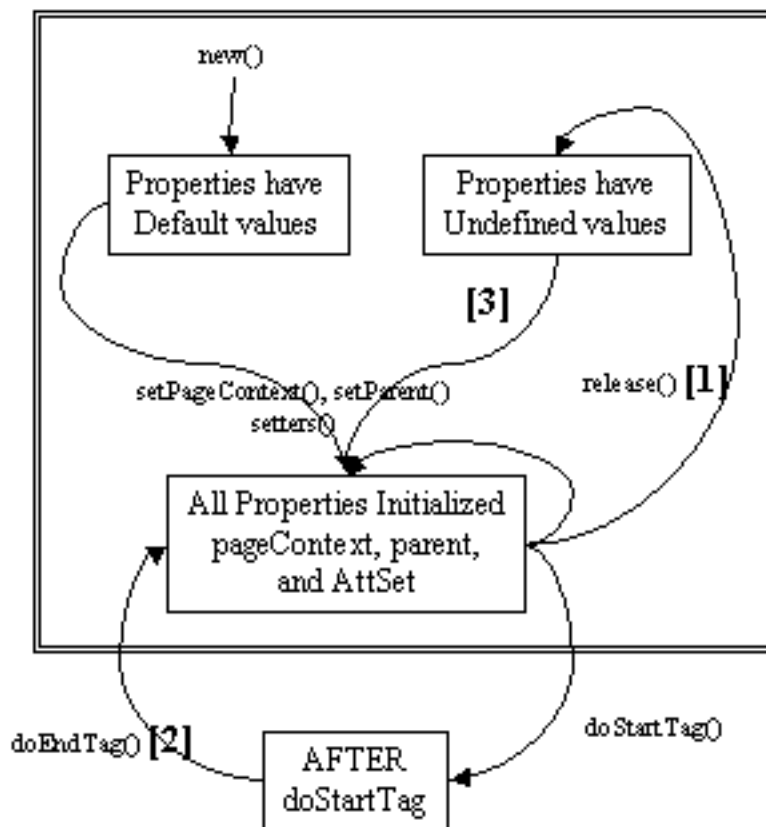 new()
Properties have
Default values
Properties have
Undefined values
[3]
setPageContext(), setParent()
setters()
release() [1]
All Properties Initialized
pageContext, parent,
and AttSet
doEndTag() [2]
doStartTag()
AFTER
doStartTag